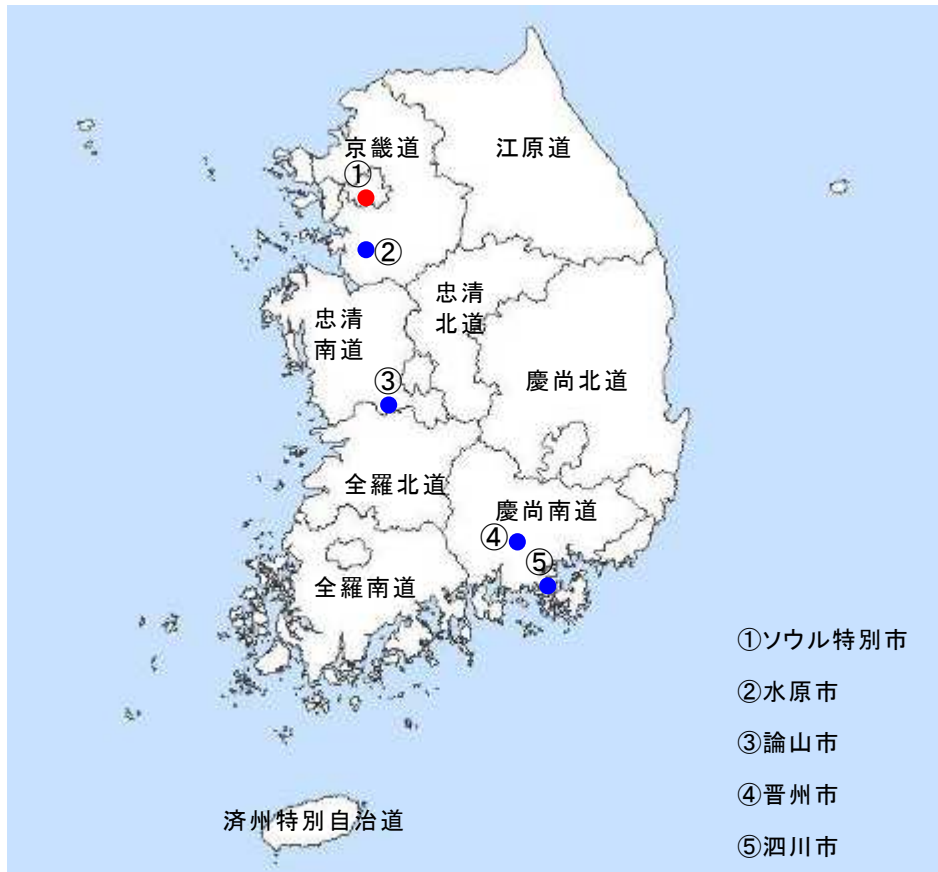 京畿道
江原道
①
②
忠清
北道
忠清
南道
③
慶尚北道
全羅北道
慶尚南道
④
⑤
全羅南道
①ソウル特別市
②水原市
③論山市
④晋州市
⑤泗川市
済州特別自治道